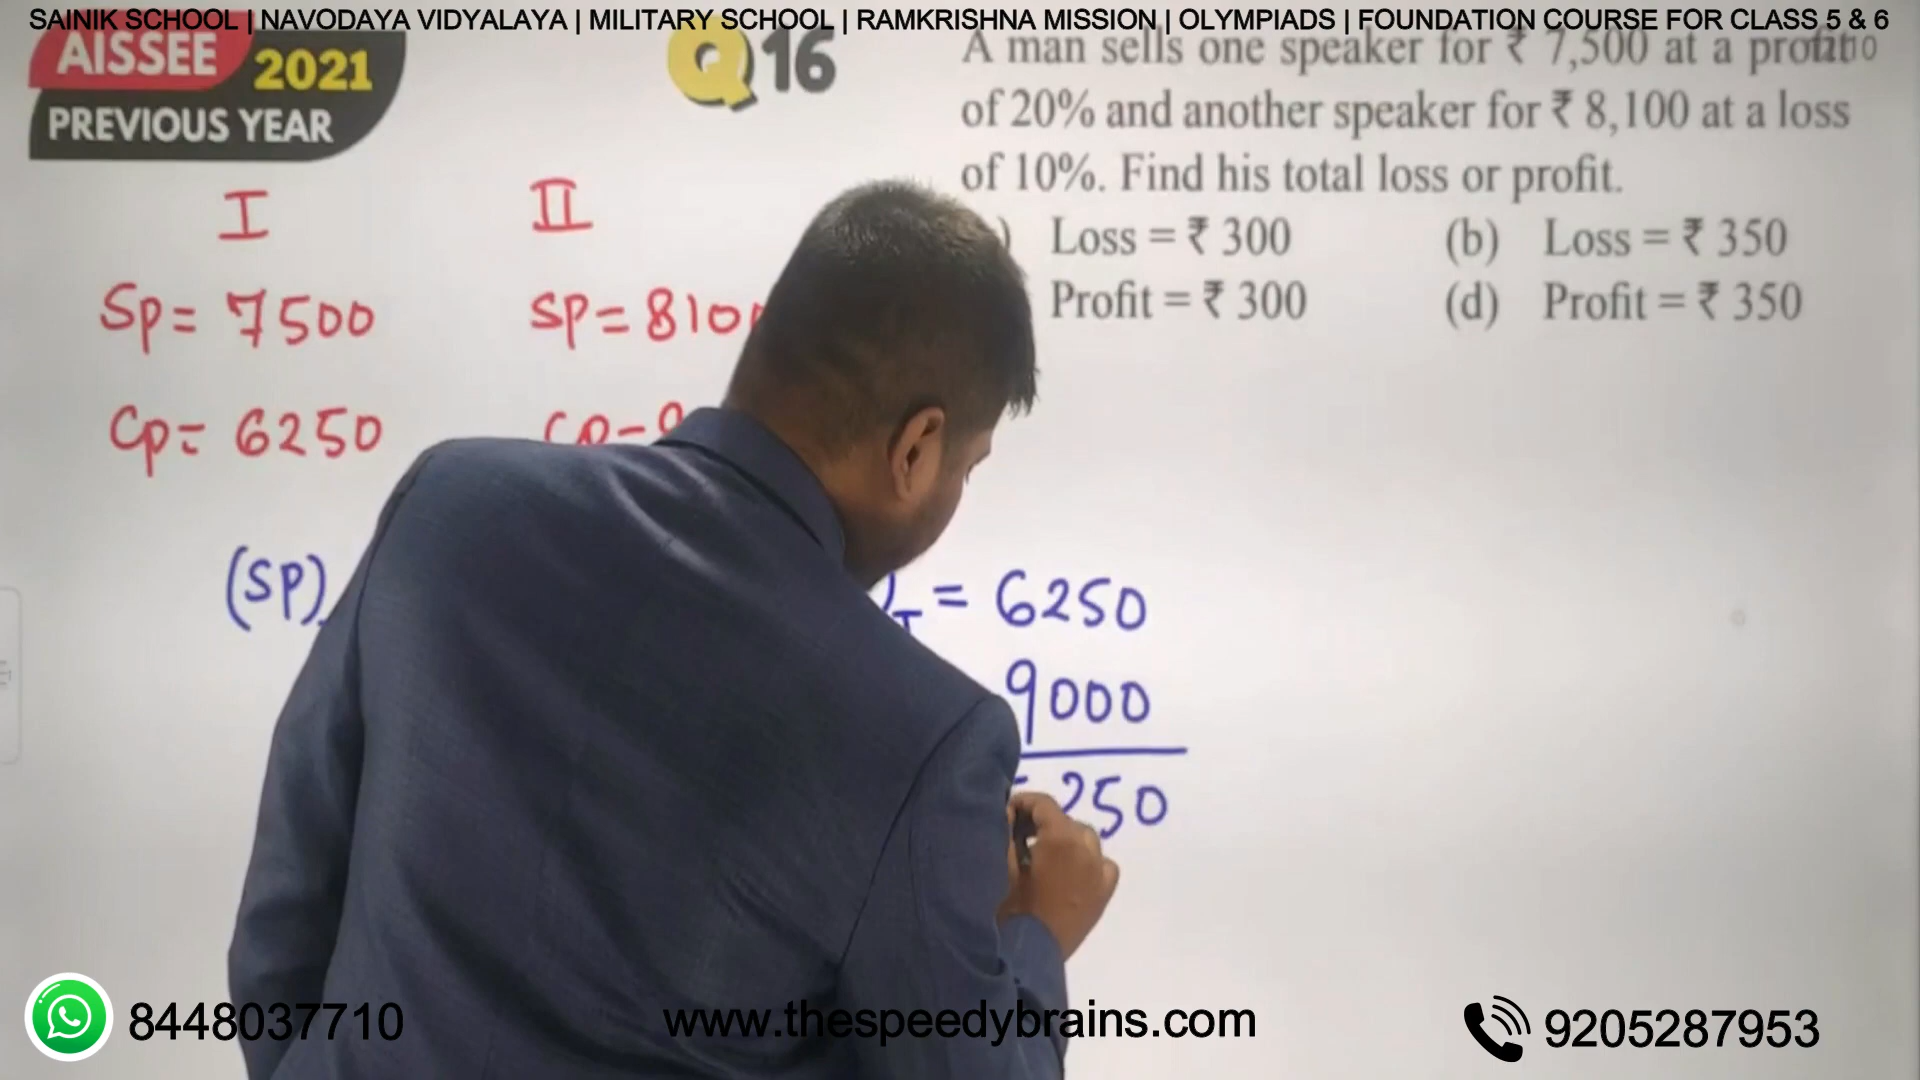 SAINIK SCHOOL | NAVODAYA VIDYALAYA | MILITARY SCHOOL | RAMKRISHNA MISSION | OLYMPIADS | FOUNDATION COURSE FOR CLASS 5 & 6
AISSEE
2021
PREVIOUS YEAR
Q16
A man sells one speaker for ₹ 7,500 at a profit
of 20% and another speaker for ₹ 8,100 at a loss
of 10%. Find his total loss or profit.
) Loss = ₹ 300 (b) Loss = ₹ 350
Profit = ₹ 300 (d) Profit = ₹ 350
I II
SP = 7500 SP = 810
CP = 6250 CP = 9
(SP) = 6250
9000
250
8448037710
www.thespeedybrains.com
9205287953